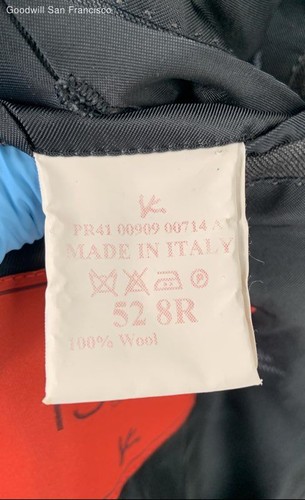 Goodwill San Francisco
PR41 00909 00714
MADE IN ITALY
52 8R
100% Wool